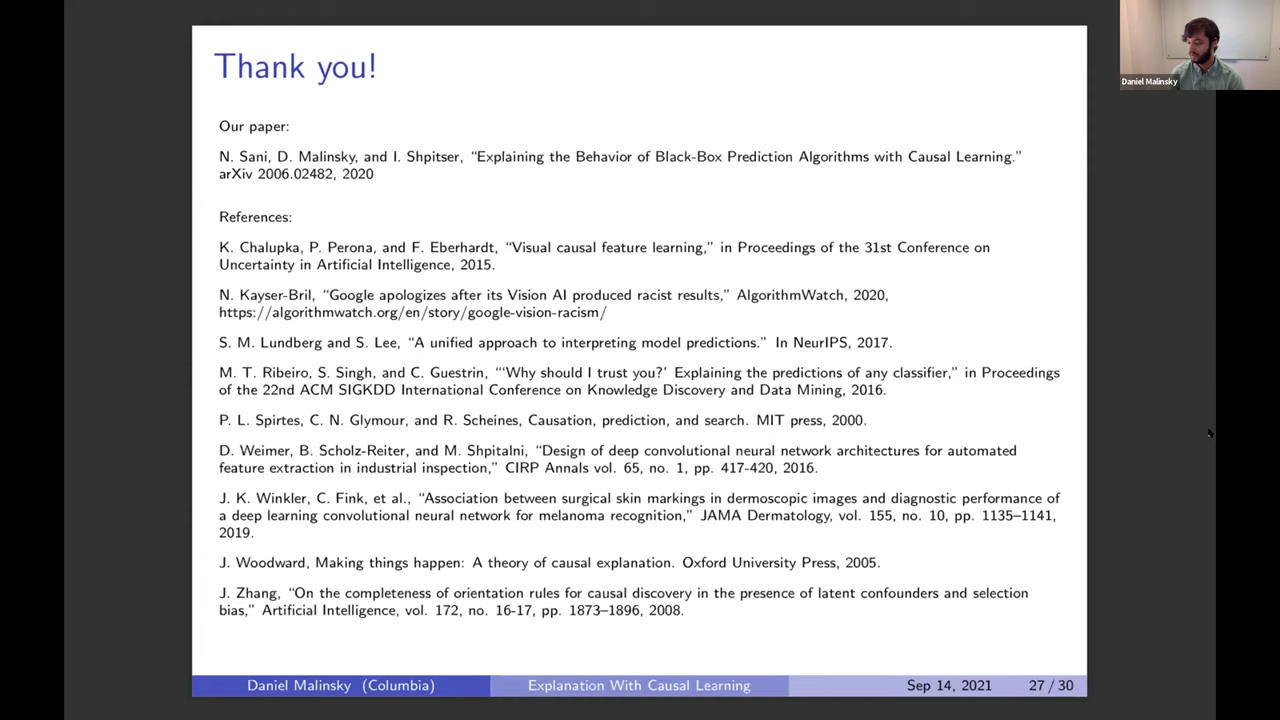 Thank you!
Our paper:
N. Sani, D. Malinsky, and I. Shpitser, “Explaining the Behavior of Black-Box Prediction Algorithms with Causal Learning.”
arXiv 2006.02482, 2020
References:
K. Chalupka, P. Perona, and F. Eberhardt, “Visual causal feature learning,” in Proceedings of the 31st Conference on
Uncertainty in Artificial Intelligence, 2015.
N. Kayser-Bril, “Google apologizes after its Vision AI produced racist results,” AlgorithmWatch, 2020,
https://algorithmwatch.org/en/story/google-vision-racism/
S. M. Lundberg and S. Lee, “A unified approach to interpreting model predictions.” In NeurIPS, 2017.
M. T. Ribeiro, S. Singh, and C. Guestrin, “‘Why should I trust you?’ Explaining the predictions of any classifier,” in Proceedings
of the 22nd ACM SIGKDD International Conference on Knowledge Discovery and Data Mining, 2016.
P. L. Spirtes, C. N. Glymour, and R. Scheines, Causation, prediction, and search. MIT press, 2000.
D. Weimer, B. Scholz-Reiter, and M. Shpitalni, “Design of deep convolutional neural network architectures for automated
feature extraction in industrial inspection,” CIRP Annals vol. 65, no. 1, pp. 417-420, 2016.
J. K. Winkler, C. Fink, et al., “Association between surgical skin markings in dermoscopic images and diagnostic performance of
a deep learning convolutional neural network for melanoma recognition,” JAMA Dermatology, vol. 155, no. 10, pp. 1135–1141,
2019.
J. Woodward, Making things happen: A theory of causal explanation. Oxford University Press, 2005.
J. Zhang, “On the completeness of orientation rules for causal discovery in the presence of latent confounders and selection
bias,” Artificial Intelligence, vol. 172, no. 16-17, pp. 1873–1896, 2008.
Daniel Malinsky (Columbia) Explanation With Causal Learning Sep 14, 2021 27 / 30
Daniel Malinsky